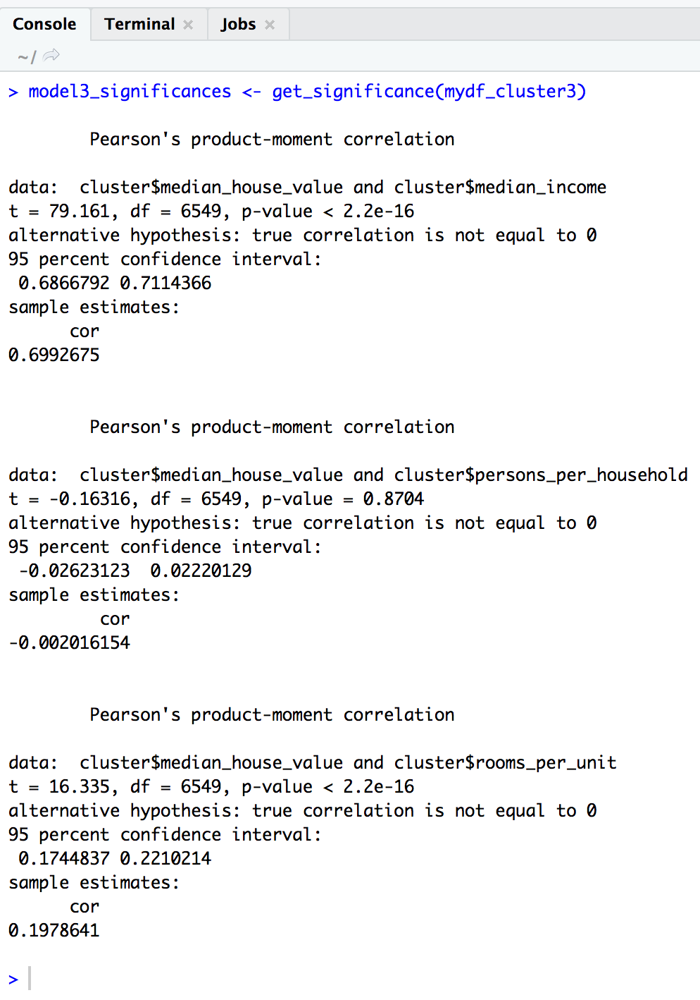 Console Terminal × Jobs ×
~/
> model3_significances <- get_significance(mydf_cluster3)
Pearson's product-moment correlation
data:  cluster$median_house_value and cluster$median_income
t = 79.161, df = 6549, p-value < 2.2e-16
alternative hypothesis: true correlation is not equal to 0
95 percent confidence interval:
 0.6866792 0.7114366
sample estimates:
      cor
0.6992675
Pearson's product-moment correlation
data:  cluster$median_house_value and cluster$persons_per_household
t = -0.16316, df = 6549, p-value = 0.8704
alternative hypothesis: true correlation is not equal to 0
95 percent confidence interval:
 -0.02623123  0.02220129
sample estimates:
         cor
-0.002016154
Pearson's product-moment correlation
data:  cluster$median_house_value and cluster$rooms_per_unit
t = 16.335, df = 6549, p-value < 2.2e-16
alternative hypothesis: true correlation is not equal to 0
95 percent confidence interval:
 0.1744837 0.2210214
sample estimates:
      cor
0.1978641
>